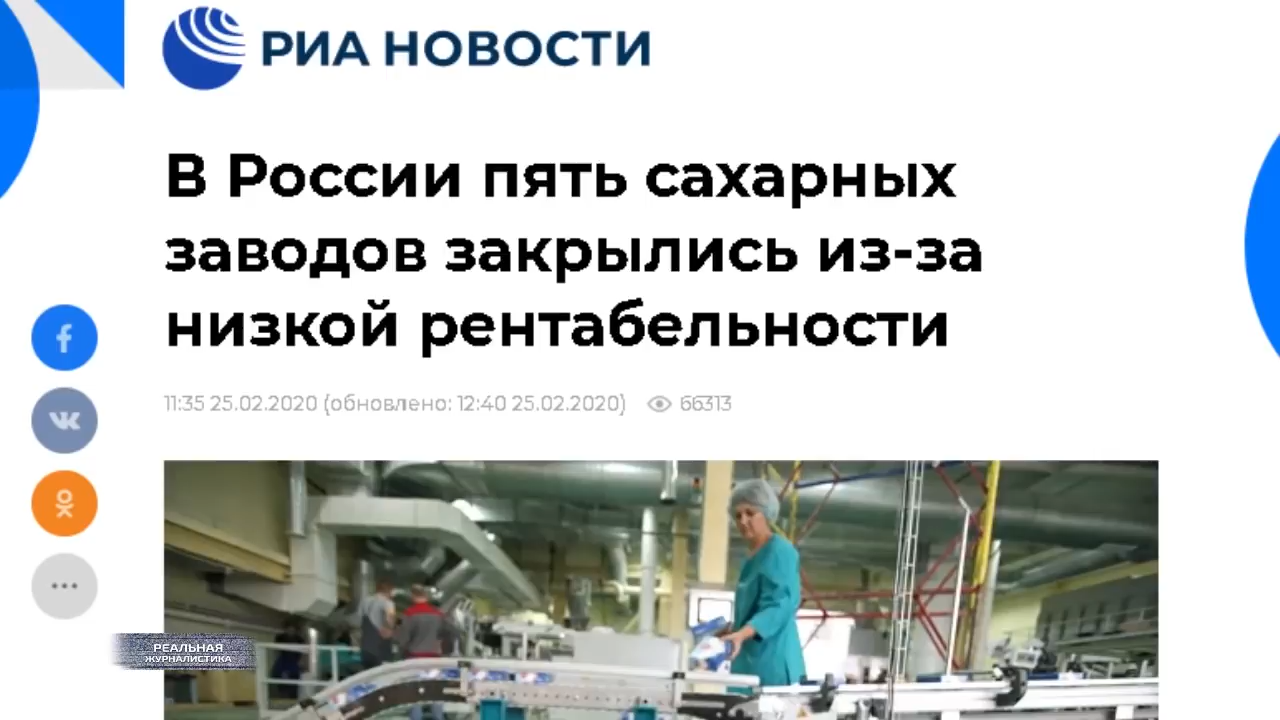 РИА НОВОСТИ
В России пять сахарных
заводов закрылись из-за
низкой рентабельности
11:35 25.02.2020 (обновлено: 12:40 25.02.2020) 66313
РЕАЛЬНАЯ
ЖУРНАЛИСТИКА